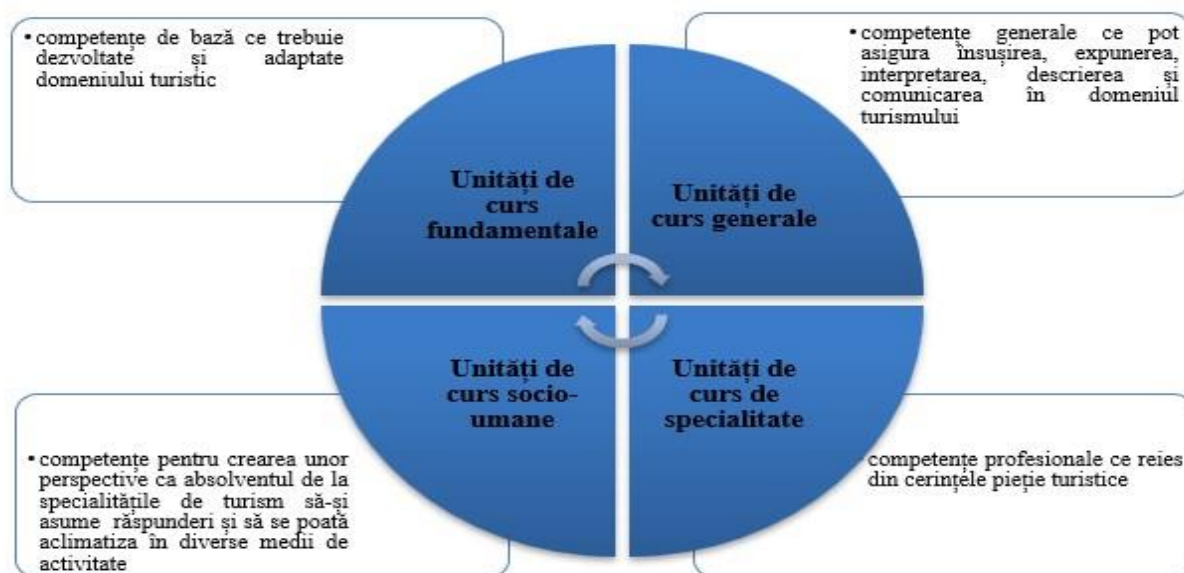 •competențe de bază ce trebuie
dezvoltate și adaptate
domeniului turistic
•competențe generale ce pot
asigura însușirea, expunerea,
interpretarea, descrierea și
comunicarea în domeniul
turismului
Unități de
curs
fundamentale
Unități de
curs generale
Unități de
curs socio-
umane
Unități de
curs de
specialitate
•competențe pentru crearea unor
perspective ca absolventul de la
specialitățile de turism să-și
asume răspunderi și să se poată
aclimatiza în diverse medii de
activitate
competențe profesionale ce reies
din cerințele pieție turistice